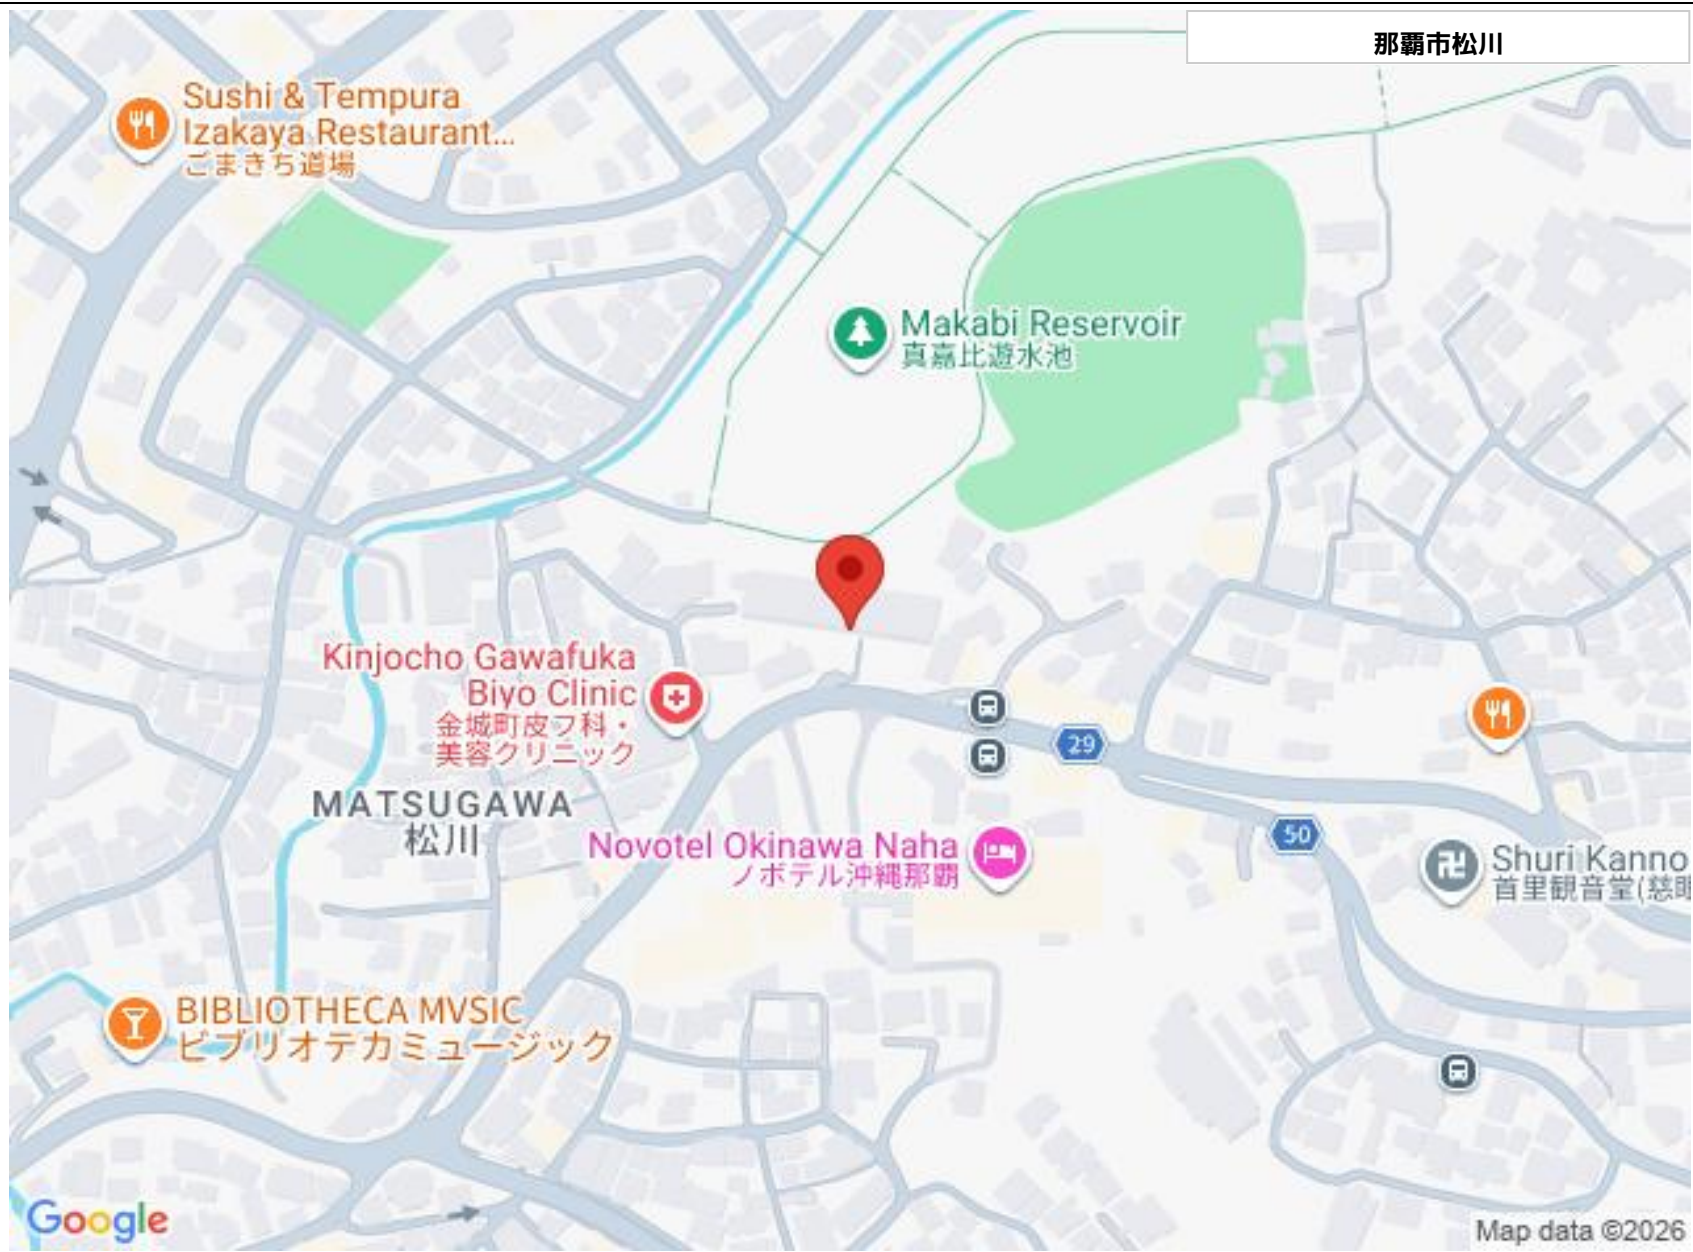 那覇市松川
Sushi & Tempura
Izakaya Restaurant...
ごまきち道場
Makabi Reservoir
真嘉比遊水池
Kinjocho Gawafuka
Biyo Clinic
金城町皮フ科・
美容クリニック
29
MATSUGAWA
松川
50
Novotel Okinawa Naha
ノボテル沖縄那覇
Shuri Kanno
首里観音堂(慈眼
BIBLIOTHECA MVSIC
ビブリオテカミュージック
Google
Map data ©2026